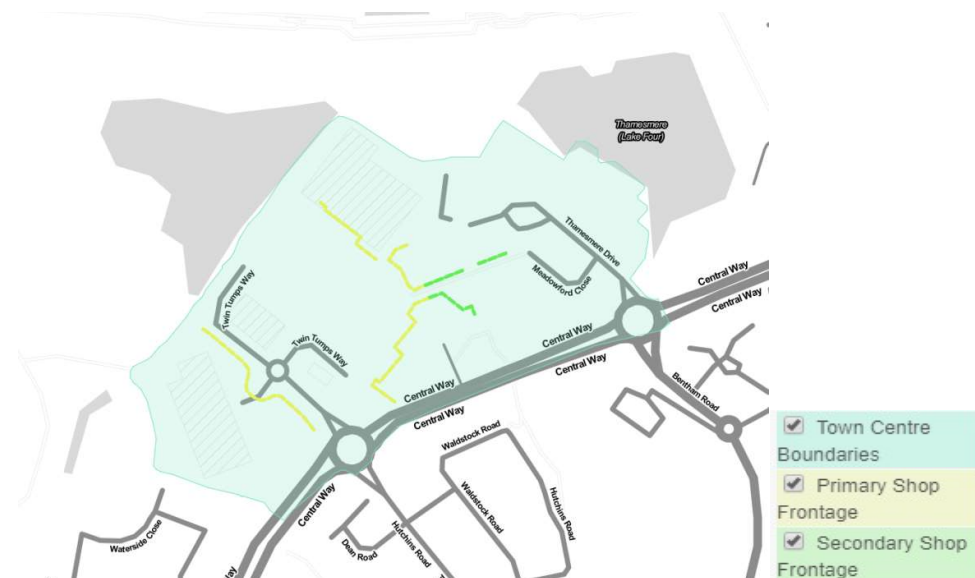 Thamesmere
(Lake Four)
Thamesmere Drive
Meadowford Close
Central Way
Central Way
Twin Tumps Way
Twin Tumps Way
Central Way
Central Way
Central Way
Central Way
Bentham Road
Waldstock Road
Waldstock Road
Hutchins Road
Central Way
Hutchins Road
Dean Road
Waterside Close
Town Centre
Boundaries
Primary Shop
Frontage
Secondary Shop
Frontage